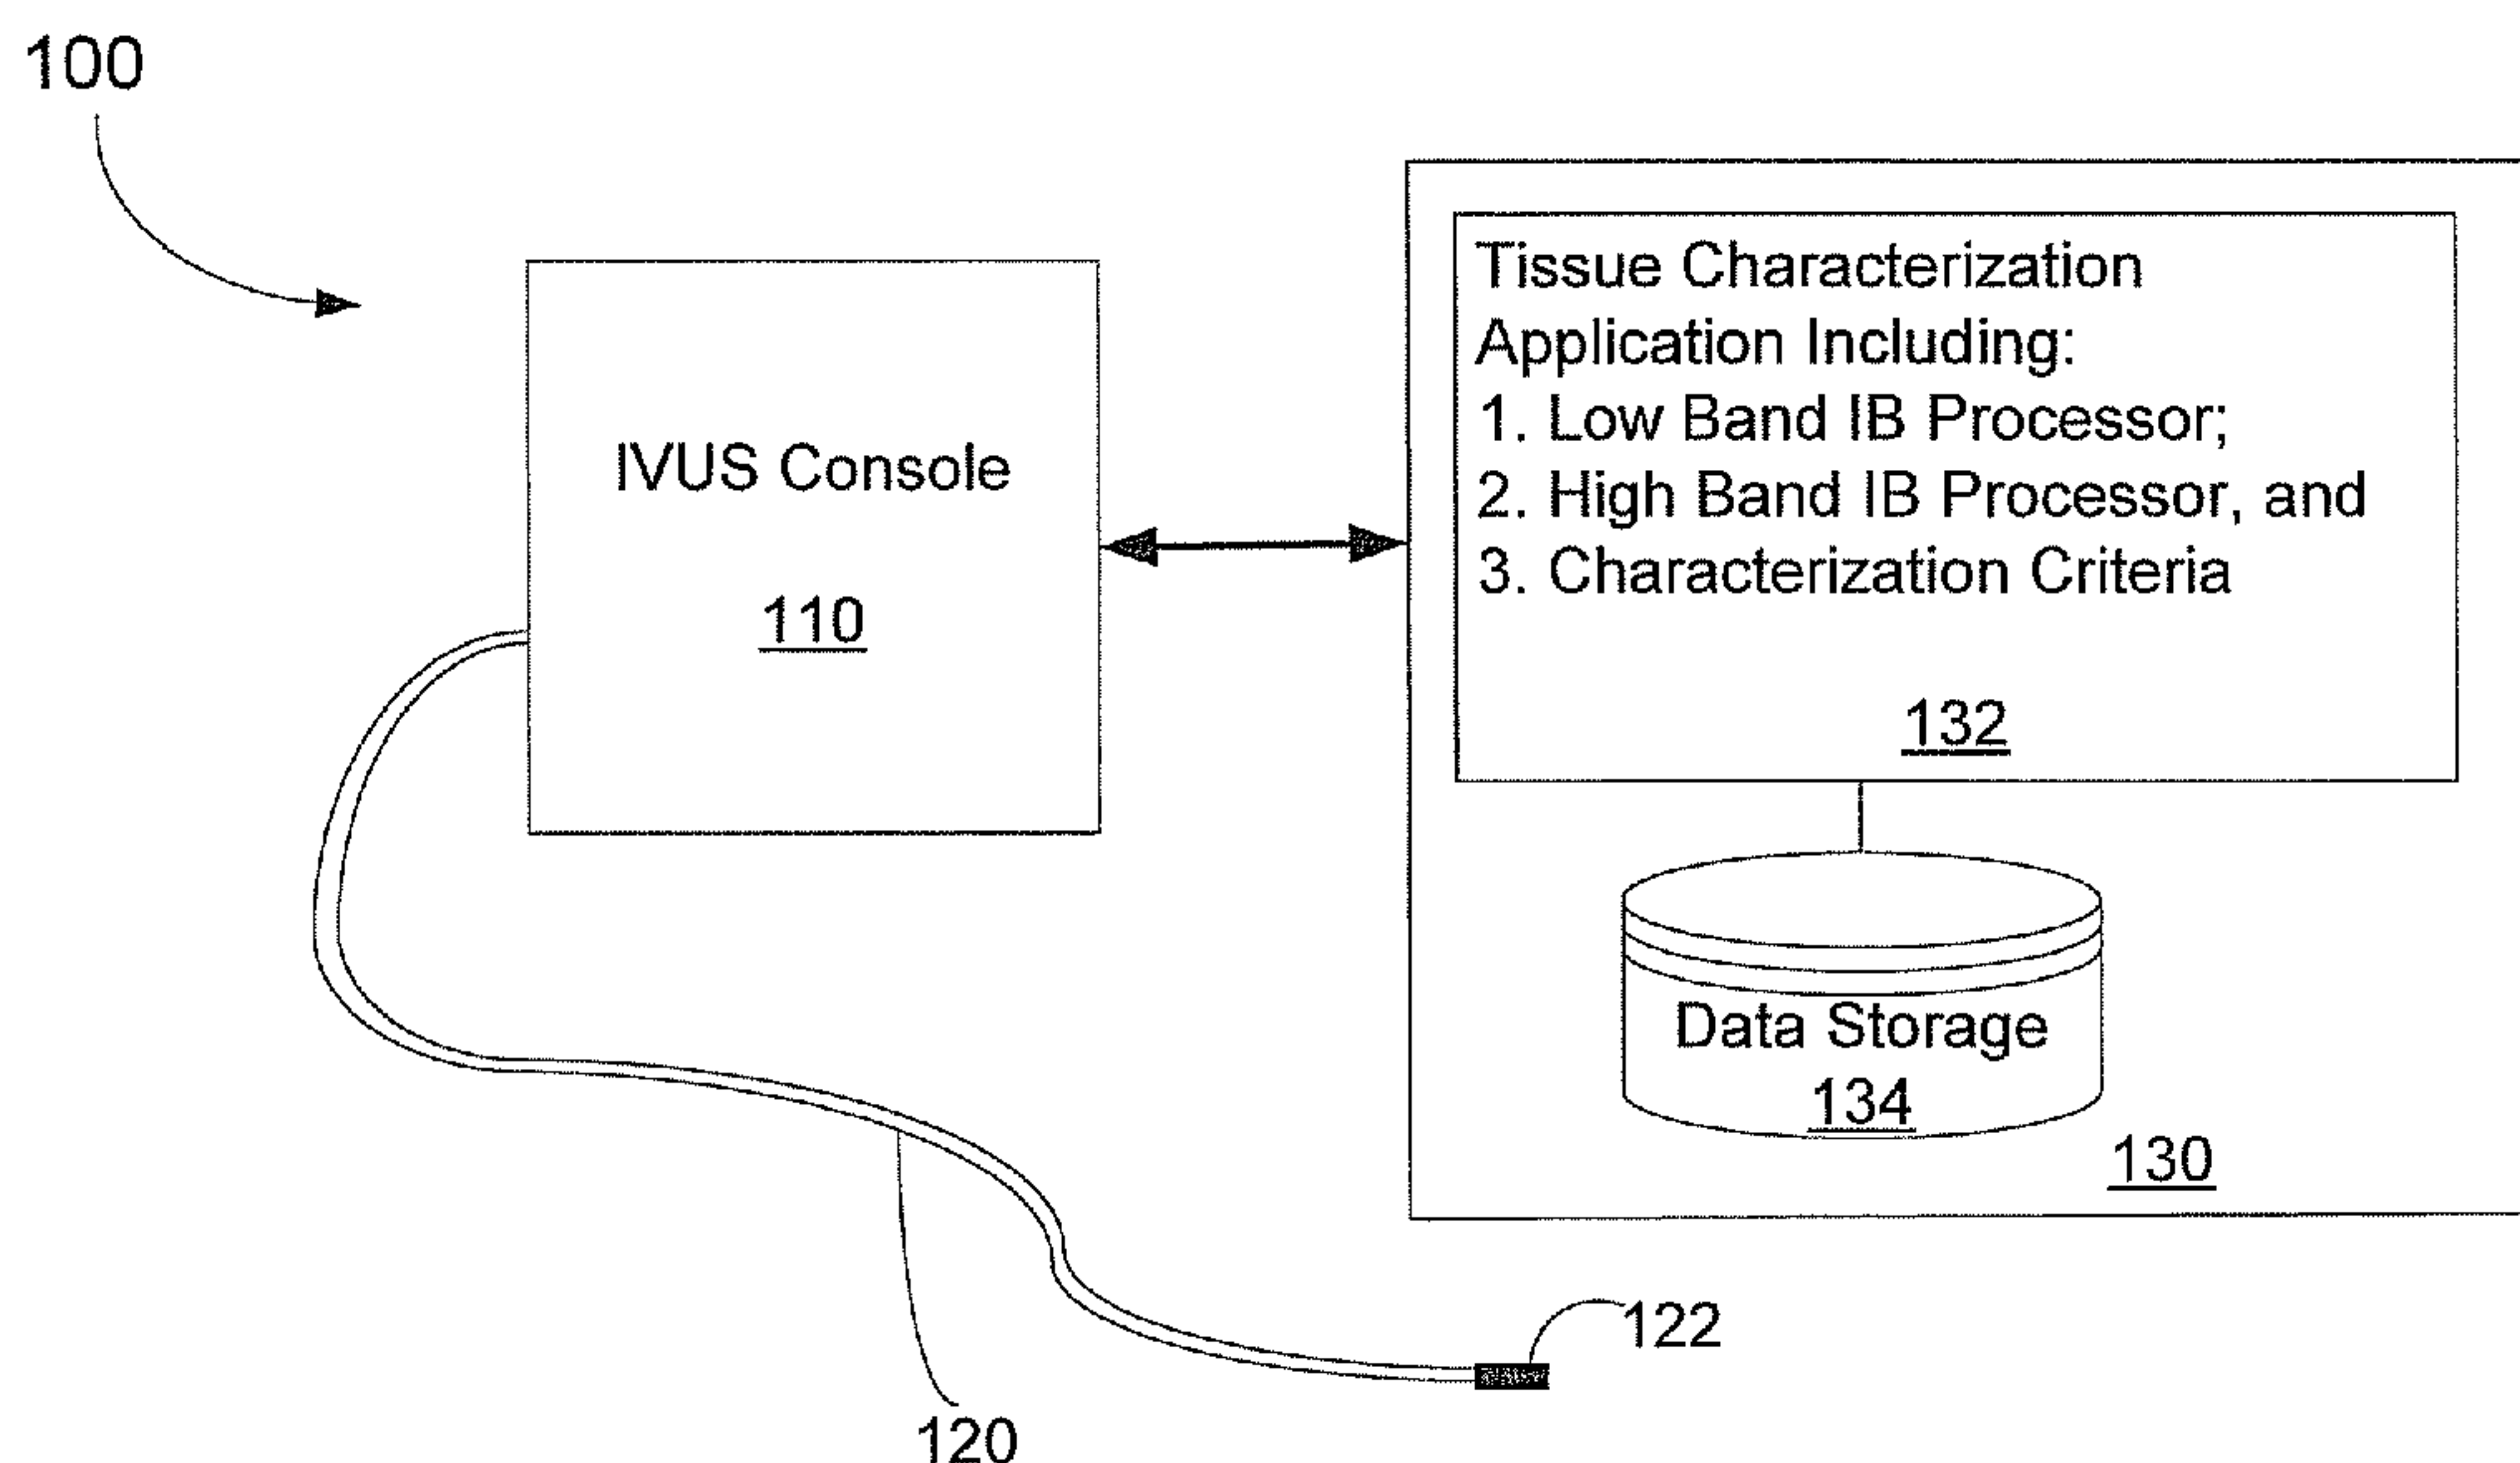 100
IVUS Console
110
Tissue Characterization
Application Including:
1. Low Band IB Processor;
2. High Band IB Processor, and
3. Characterization Criteria
132
Data Storage
134
130
122
120